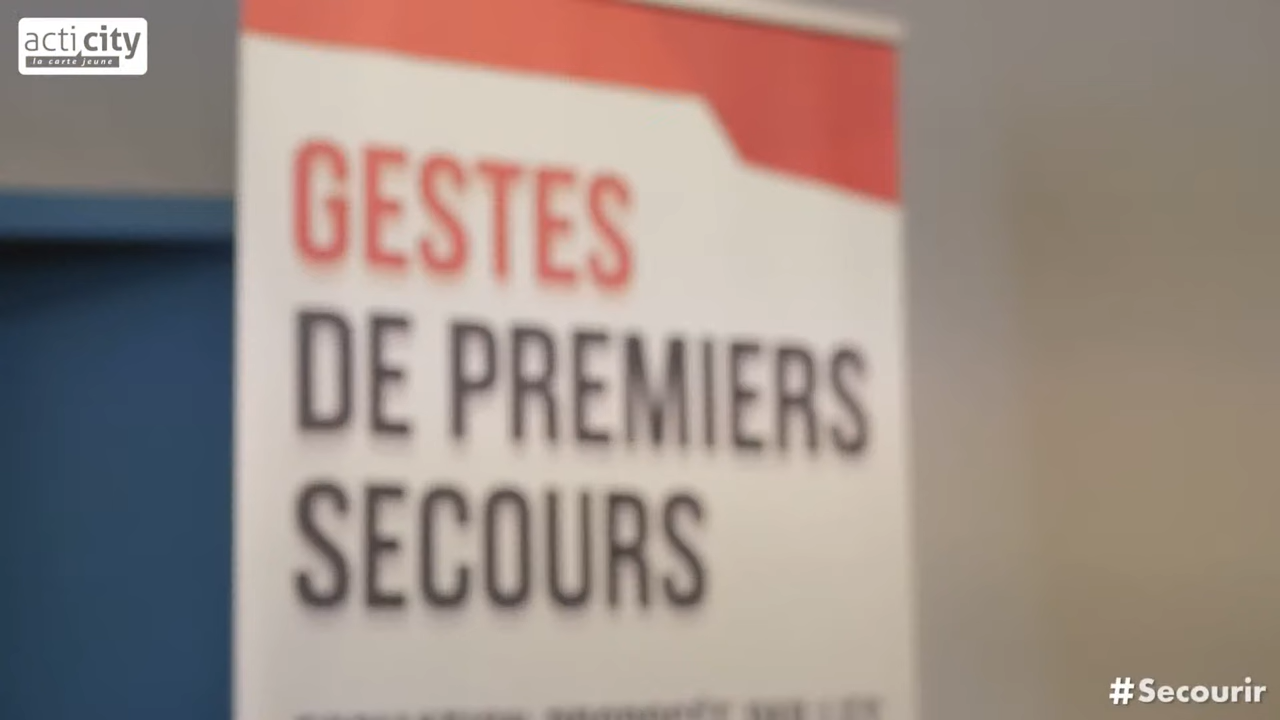 acti.city
la carte jeune
GESTES
DE PREMIERS
SECOURS
#Secourir